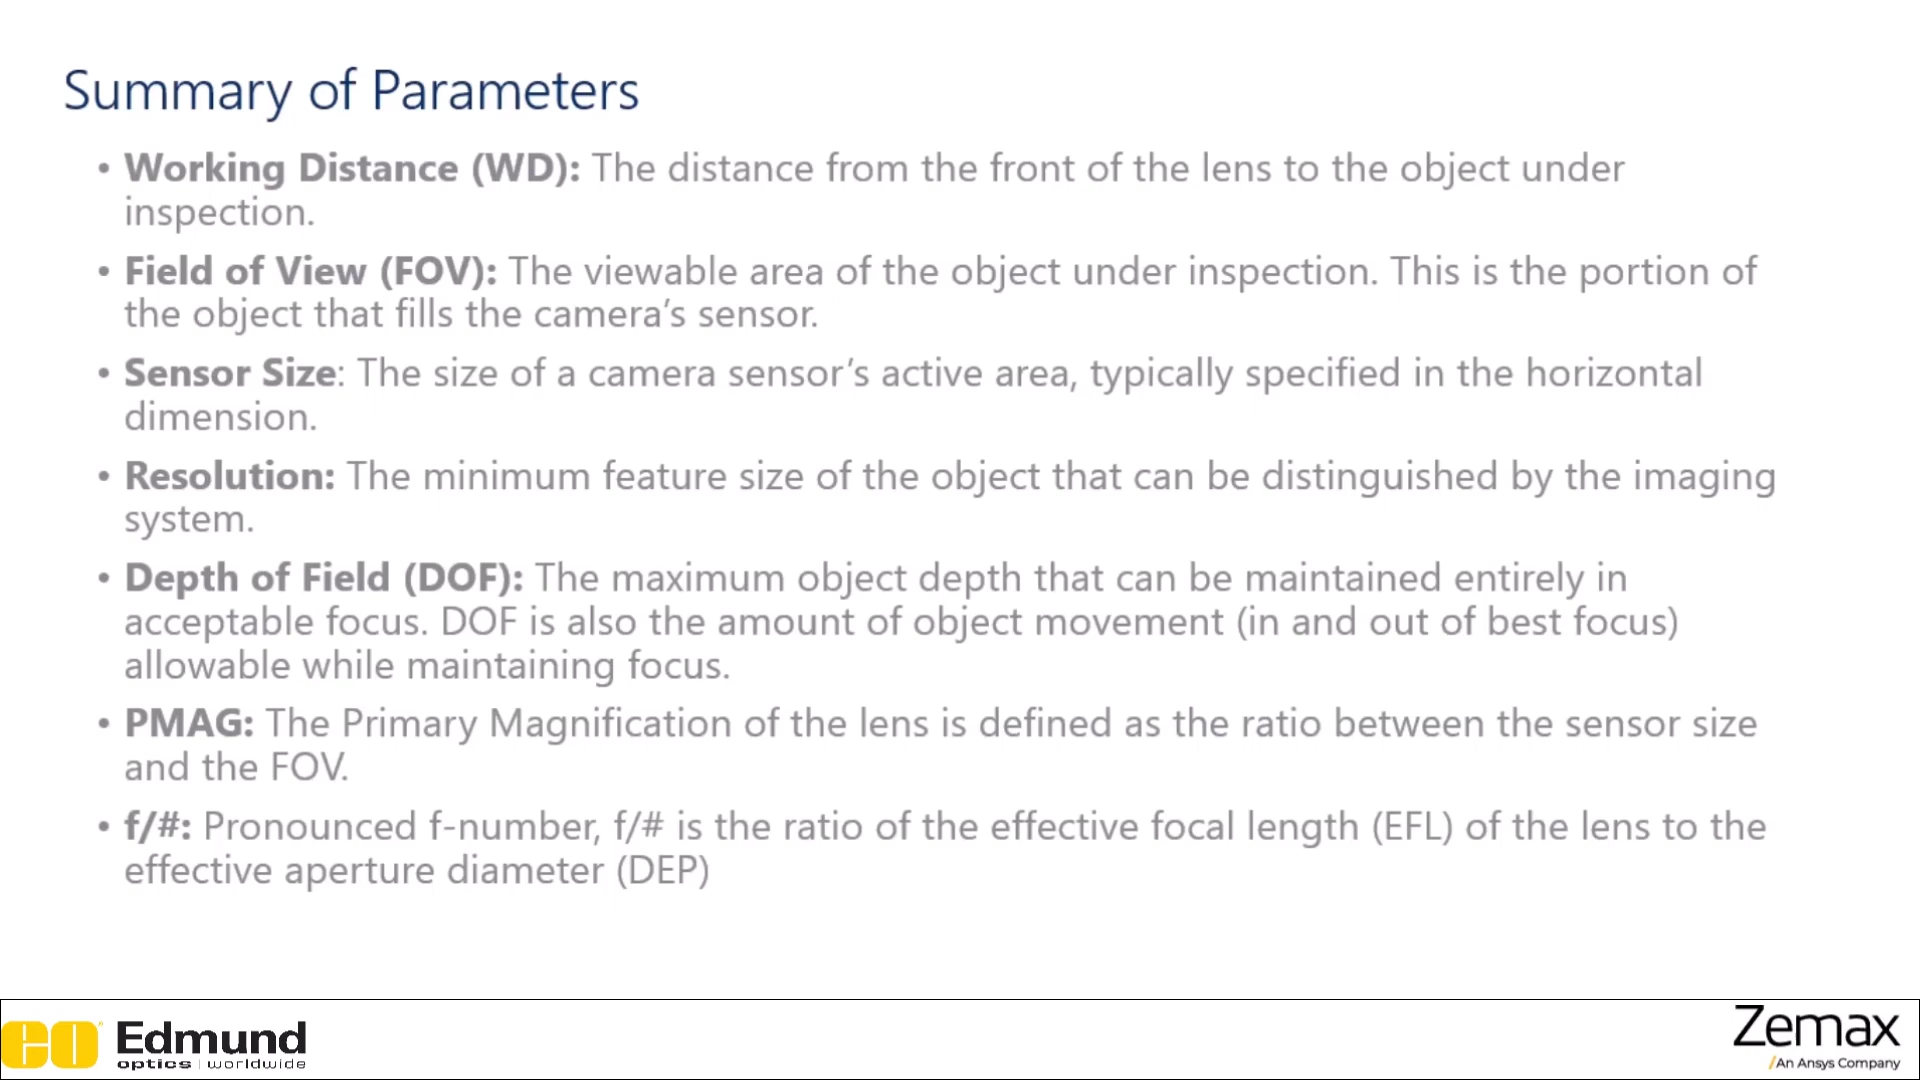 Summary of Parameters
• Working Distance (WD): The distance from the front of the lens to the object under
inspection.
• Field of View (FOV): The viewable area of the object under inspection. This is the portion of
the object that fills the camera’s sensor.
• Sensor Size: The size of a camera sensor’s active area, typically specified in the horizontal
dimension.
• Resolution: The minimum feature size of the object that can be distinguished by the imaging
system.
• Depth of Field (DOF): The maximum object depth that can be maintained entirely in
acceptable focus. DOF is also the amount of object movement (in and out of best focus)
allowable while maintaining focus.
• PMAG: The Primary Magnification of the lens is defined as the ratio between the sensor size
and the FOV.
• f/#: Pronounced f-number, f/# is the ratio of the effective focal length (EFL) of the lens to the
effective aperture diameter (DEP)
EO Edmund
optics | worldwide
Zemax
/An Ansys Company